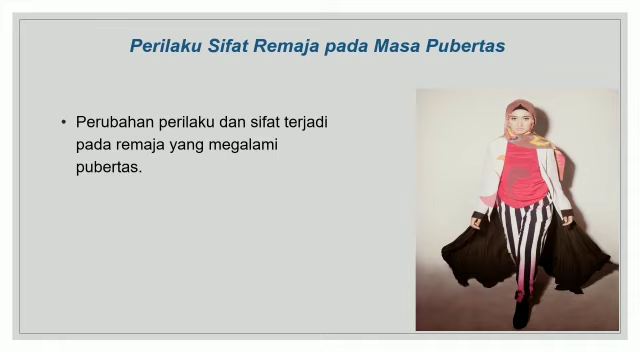 Perilaku Sifat Remaja pada Masa Pubertas
• Perubahan perilaku dan sifat terjadi
pada remaja yang megalami
pubertas.